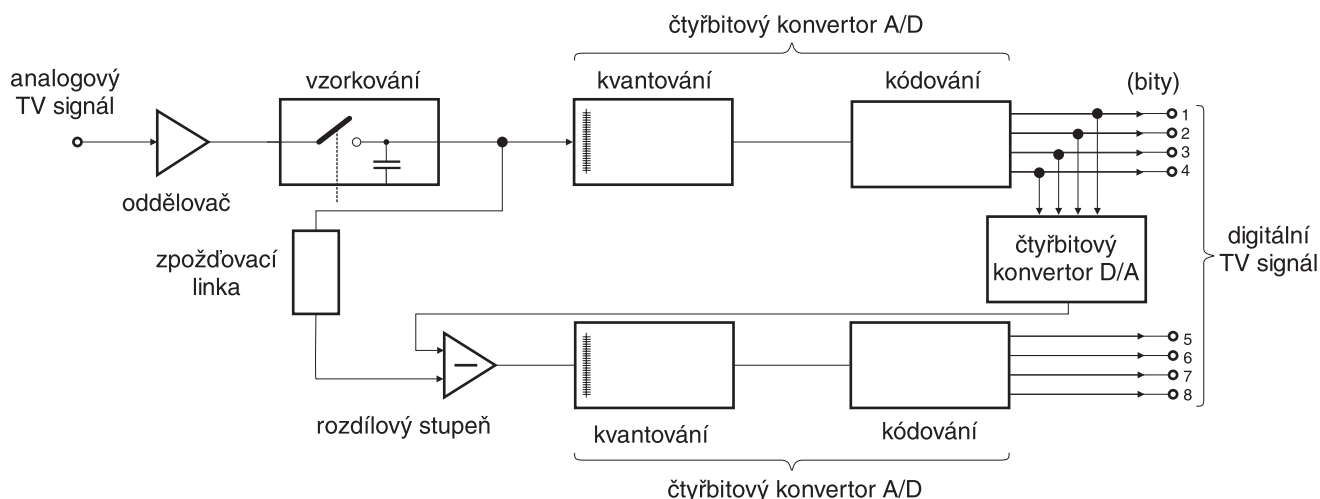 čtyřbitový konvertor A/D
analogový
TV signál
vzorkování
kvantování
kódování
(bity)
1
2
3
4
oddělovač
zpožďovací
linka
čtyřbitový
konvertor D/A
digitální
TV signál
5
6
7
8
rozdílový stupeň
kvantování
kódování
čtyřbitový konvertor A/D